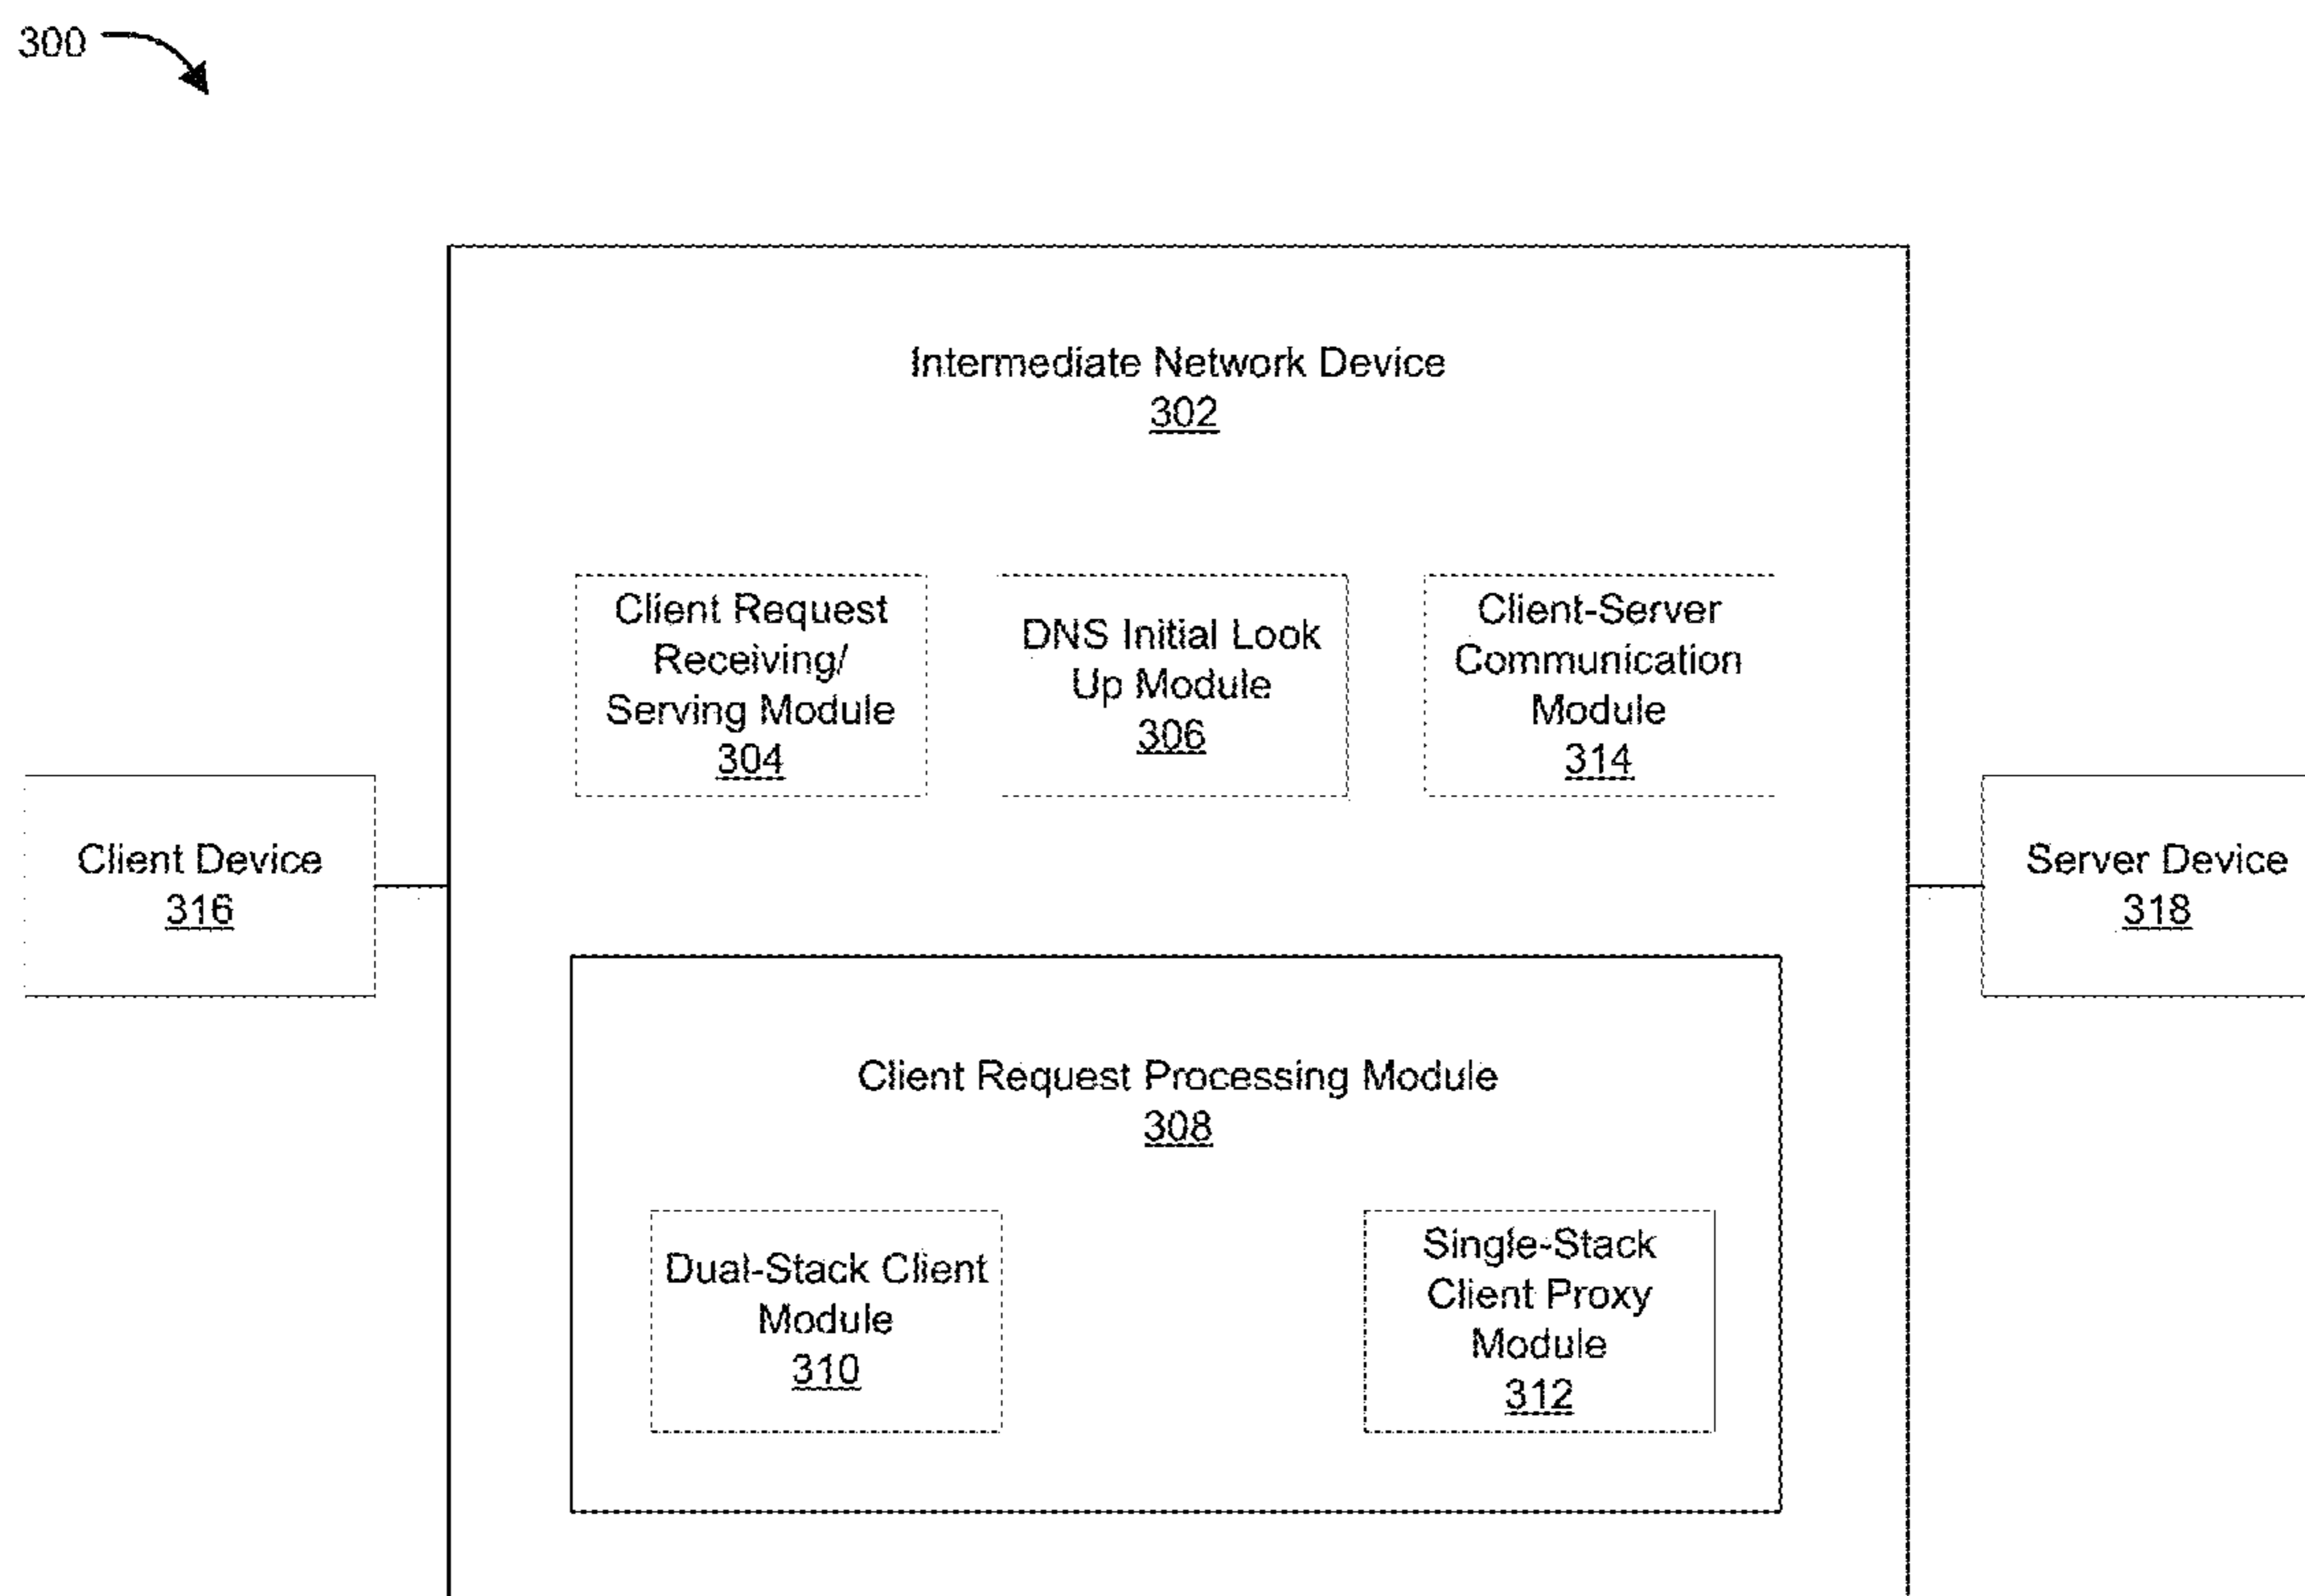 300
Intermediate Network Device
302
Client Request
Receiving/
Serving Module
304
DNS Initial Look
Up Module
306
Client-Server
Communication
Module
314
Client Device
316
Server Device
318
Client Request Processing Module
308
Dual-Stack Client
Module
310
Single-Stack
Client Proxy
Module
312